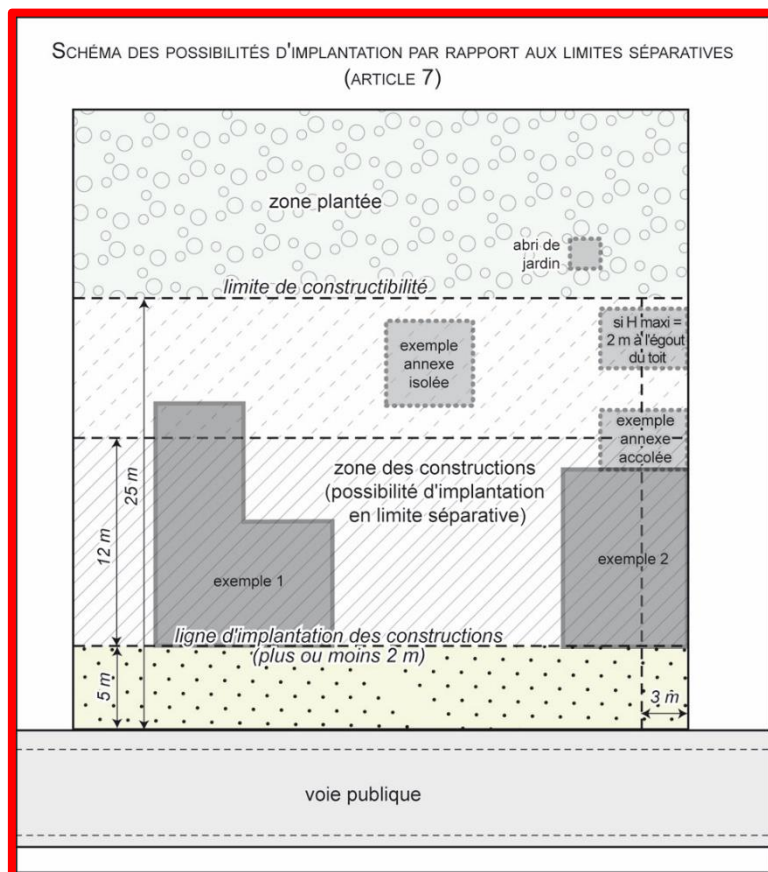 SCHÉMA DES POSSIBILITÉS D'IMPLANTATION PAR RAPPORT AUX LIMITES SÉPARATIVES
(ARTICLE 7)
zone plantée
abri de
jardin
limite de constructibilité
si H maxi =
2 m à l'égout
du toit
exemple
annexe
isolée
exemple
annexe
accolée
25 m
zone des constructions
(possibilité d'implantation
en limite séparative)
12 m
exemple 1
exemple 2
ligne d'implantation des constructions
(plus ou moins 2 m)
5 m
3 m
voie publique